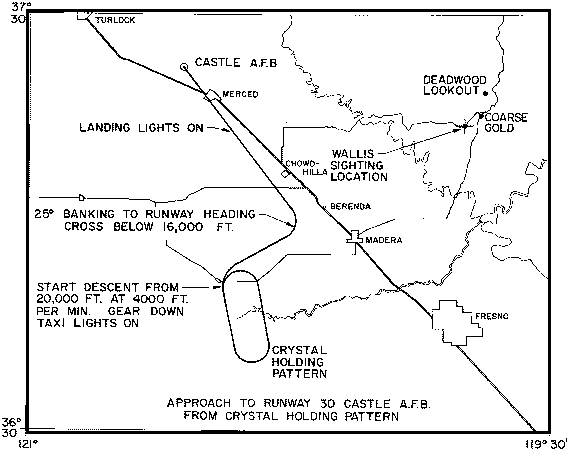 37°
30'
TURLOCK
CASTLE A.F.B
DEADWOOD
LOOKOUT
MERCED
COARSE
GOLD
LANDING LIGHTS ON
WALLIS
SIGHTING
LOCATION
CHOWD-
HILLA
BERENDA
25° BANKING TO RUNWAY HEADING
CROSS BELOW 16,000 FT.
MADERA
START DESCENT FROM
20,000 FT. AT 4000 FT.
PER MIN. GEAR DOWN
TAXI LIGHTS ON
FRESNO
CRYSTAL
HOLDING
PATTERN
APPROACH TO RUNWAY 30 CASTLE A.F.B.
FROM CRYSTAL HOLDING PATTERN
36°
30'
121°
119° 30'